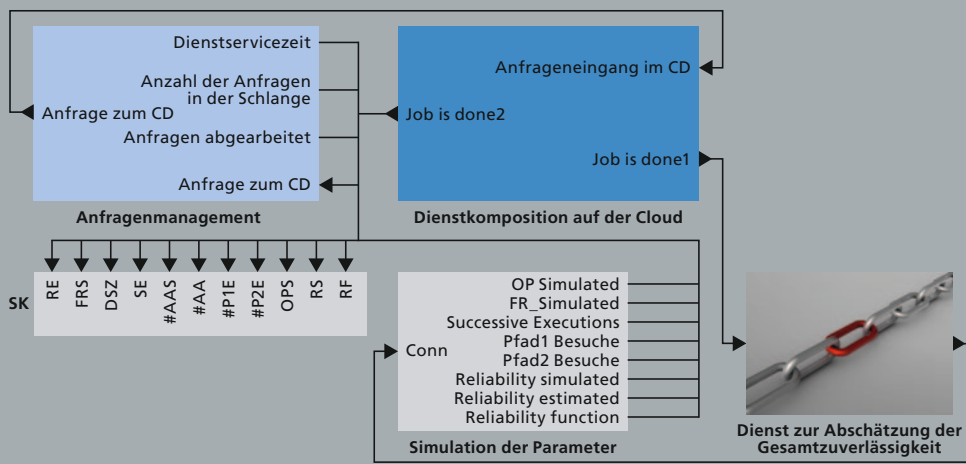 Dienstservicezeit
Anzahl der Anfragen
in der Schlange
Anfrage zum CD
Anfragen abgearbeitet
Anfrage zum CD
Anfragenmanagement
Anfrageneingang im CD
Job is done2
Job is done1
Dienstkomposition auf der Cloud
SK
RE
FRS
DSZ
SE
#AAS
#AA
#P1E
#P2E
OPS
RS
RF
Conn
OP Simulated
FR_Simulated
Successive Executions
Pfad1 Besuche
Pfad2 Besuche
Reliability simulated
Reliability estimated
Reliability function
Simulation der Parameter
Dienst zur Abschätzung der
Gesamtzuverlässigkeit